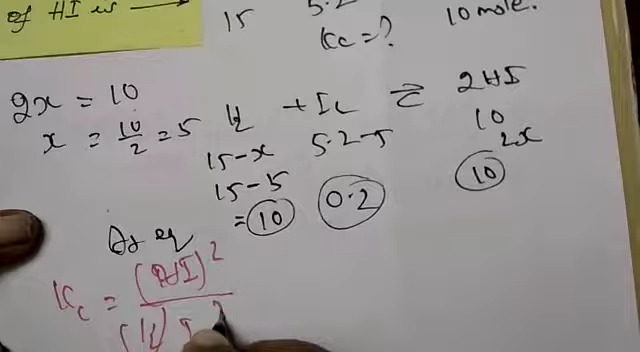 of HI is →
15 5.2 10 mole.
Kc = ?
2x = 10
x = 10/2 = 5
H2 + I2 ⇌ 2HI
15-x 5.2-5 10
2x
15-5
= 10 0.2 10
At eq
Kc = (HI)^2
(H2)